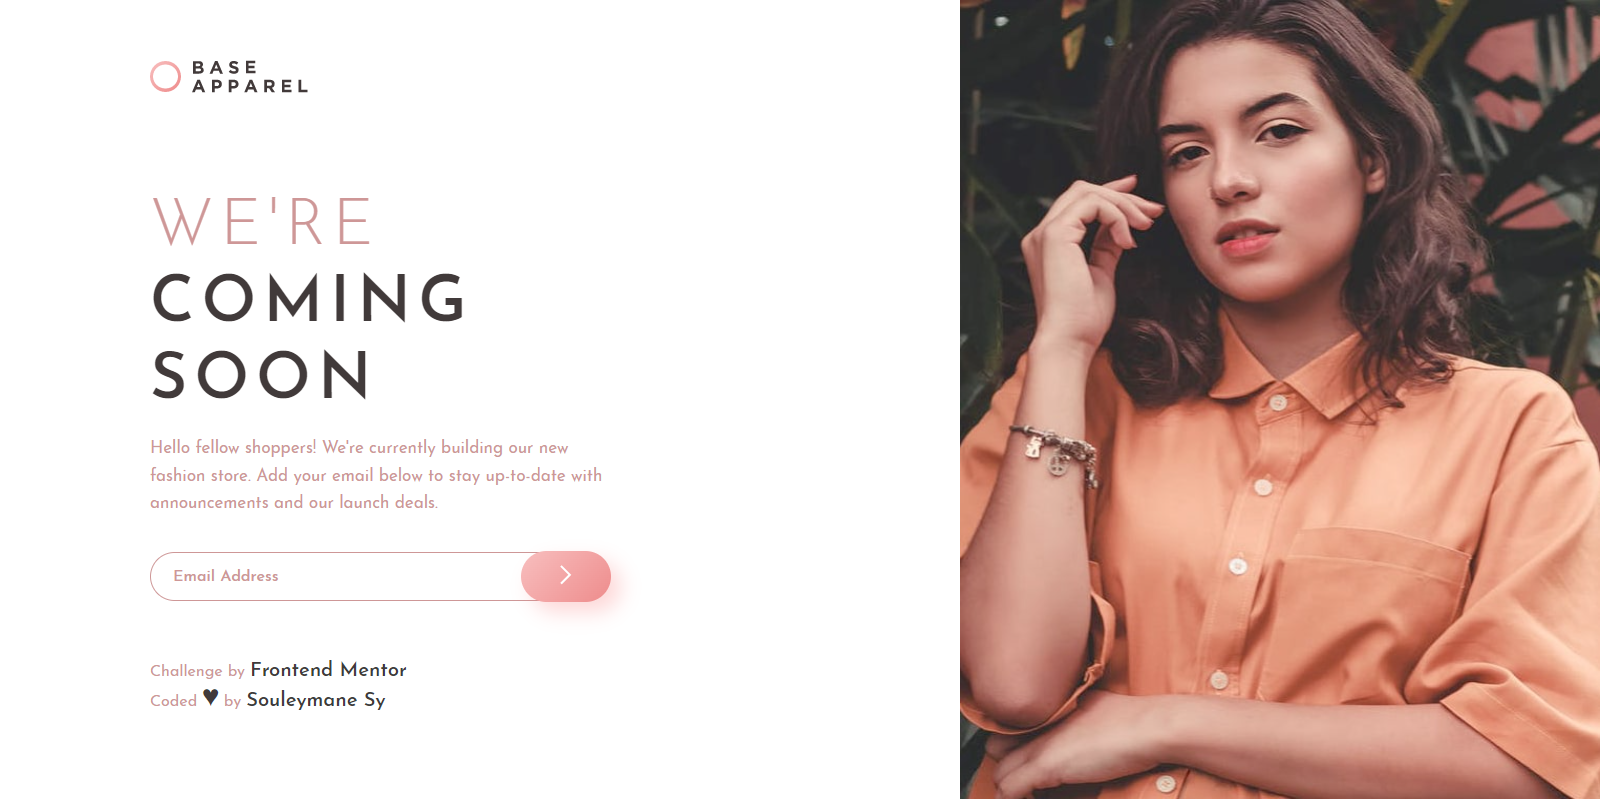 BASE
APPAREL
WE'RE
COMING
SOON
Hello fellow shoppers! We're currently building our new
fashion store. Add your email below to stay up-to-date with
announcements and our launch deals.
Email Address
Challenge by Frontend Mentor
Coded ♥ by Souleymane Sy